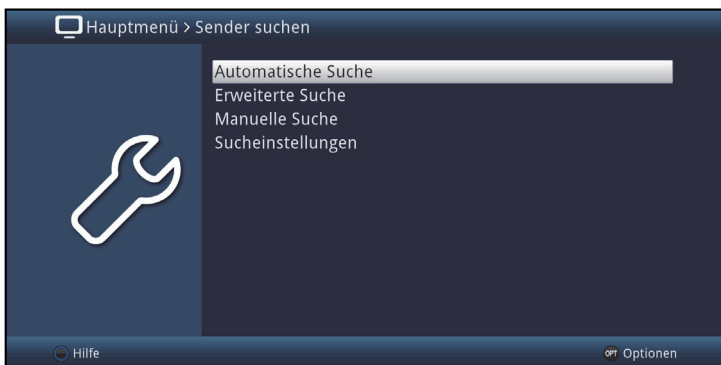 Hauptmenü > Sender suchen
Automatische Suche
Erweiterte Suche
Manuelle Suche
Sucheinstellungen
Hilfe
OPT Optionen